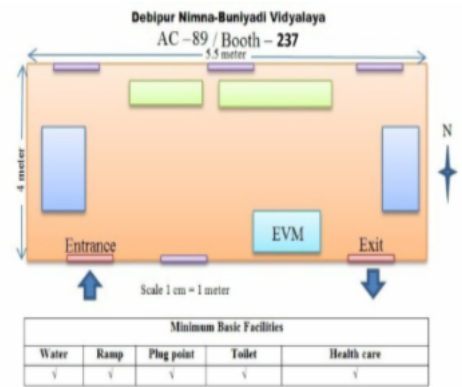 Debipur Nimna-Buniyadi Vidyalaya
AC - 89 / Booth – 237
5.5 meter
N
4 meter
EVM
Entrance
Exit
Scale 1 cm = 1 meter
Minimum Basic Facilities
Water Ramp Plug point Toilet Health care
√ √ √ √ √